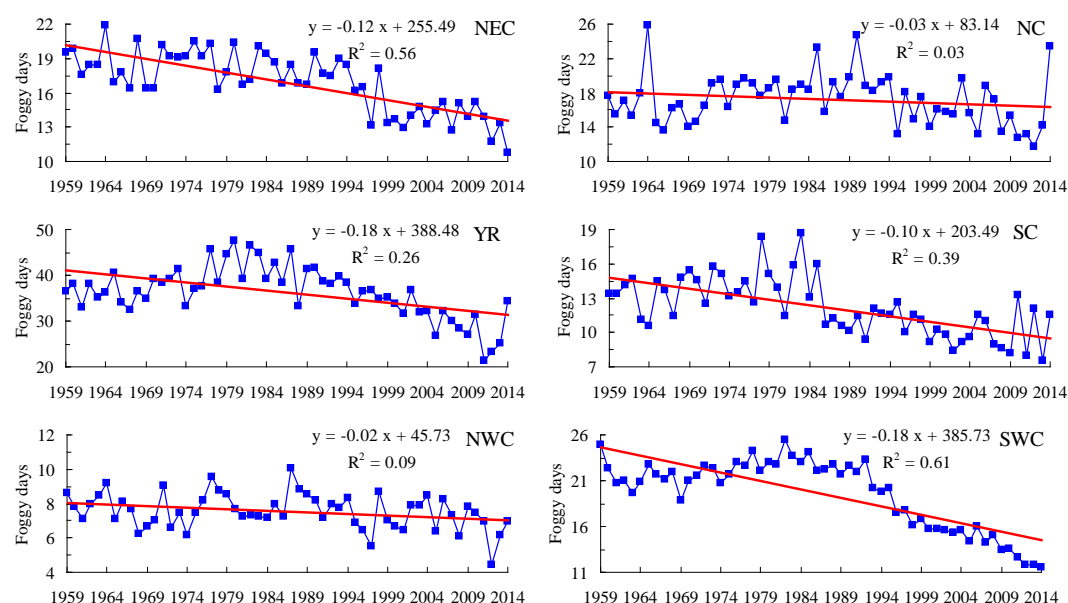 y = -0.12 x + 255.49 NEC
R² = 0.56
Foggy days
22
19
16
13
10
1959 1964 1969 1974 1979 1984 1989 1994 1999 2004 2009 2014
y = -0.03 x + 83.14 NC
R² = 0.03
Foggy days
26
22
18
14
10
1959 1964 1969 1974 1979 1984 1989 1994 1999 2004 2009 2014
y = -0.18 x + 388.48 YR
R² = 0.26
Foggy days
50
40
30
20
1959 1964 1969 1974 1979 1984 1989 1994 1999 2004 2009 2014
y = -0.10 x + 203.49 SC
R² = 0.39
Foggy days
19
16
13
10
7
1959 1964 1969 1974 1979 1984 1989 1994 1999 2004 2009 2014
y = -0.02 x + 45.73 NWC
R² = 0.09
Foggy days
12
10
8
6
4
1959 1964 1969 1974 1979 1984 1989 1994 1999 2004 2009 2014
y = -0.18 x + 385.73 SWC
R² = 0.61
Foggy days
26
21
16
11
1959 1964 1969 1974 1979 1984 1989 1994 1999 2004 2009 2014